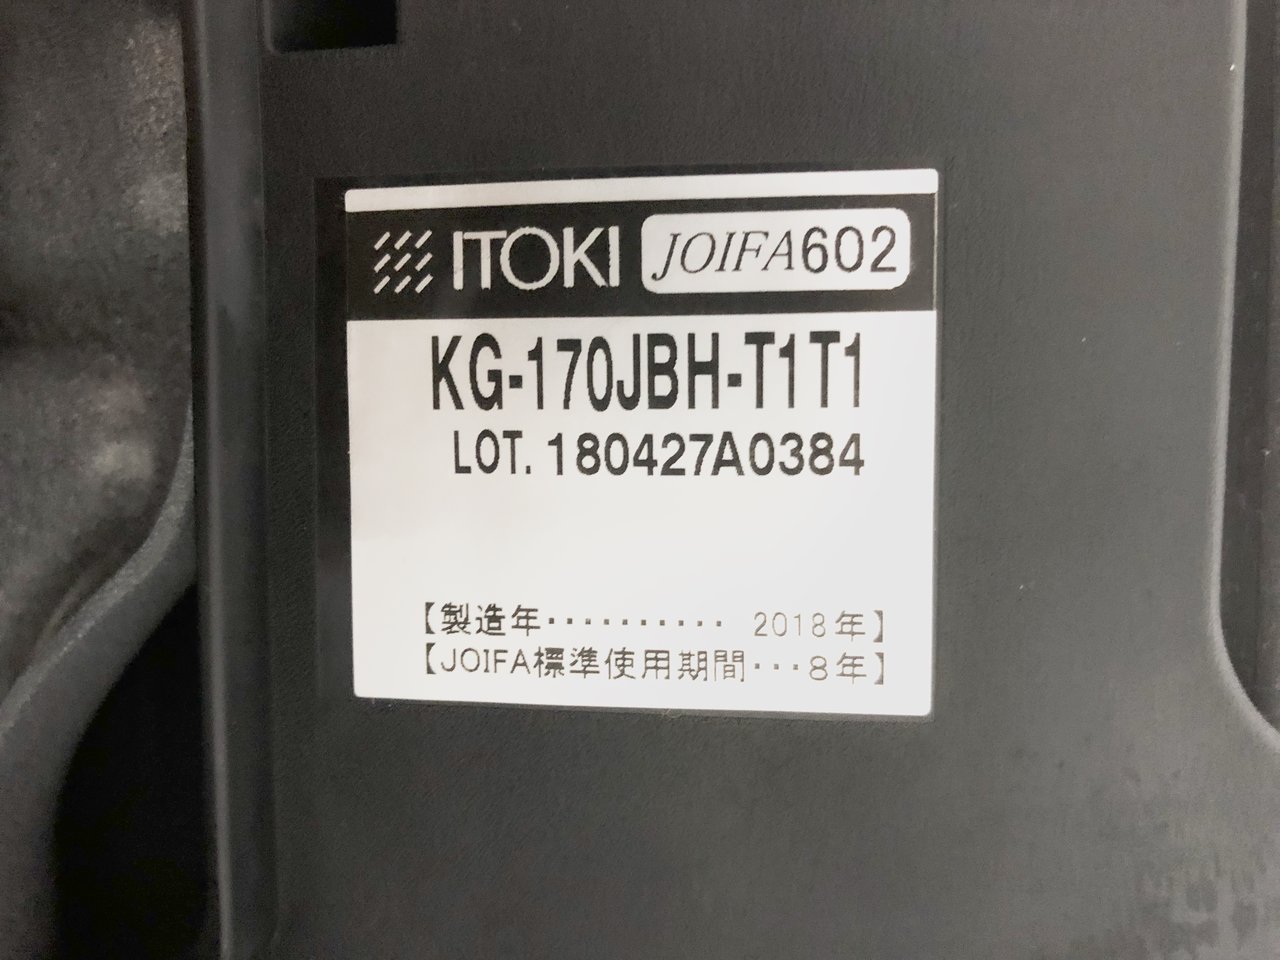 ITOKI JOIFA602
KG-170JBH-T1T1
LOT. 180427A0384
【製造年・・・・・・・・・・ 2018年】
【JOIFA標準使用期間・・・8年】